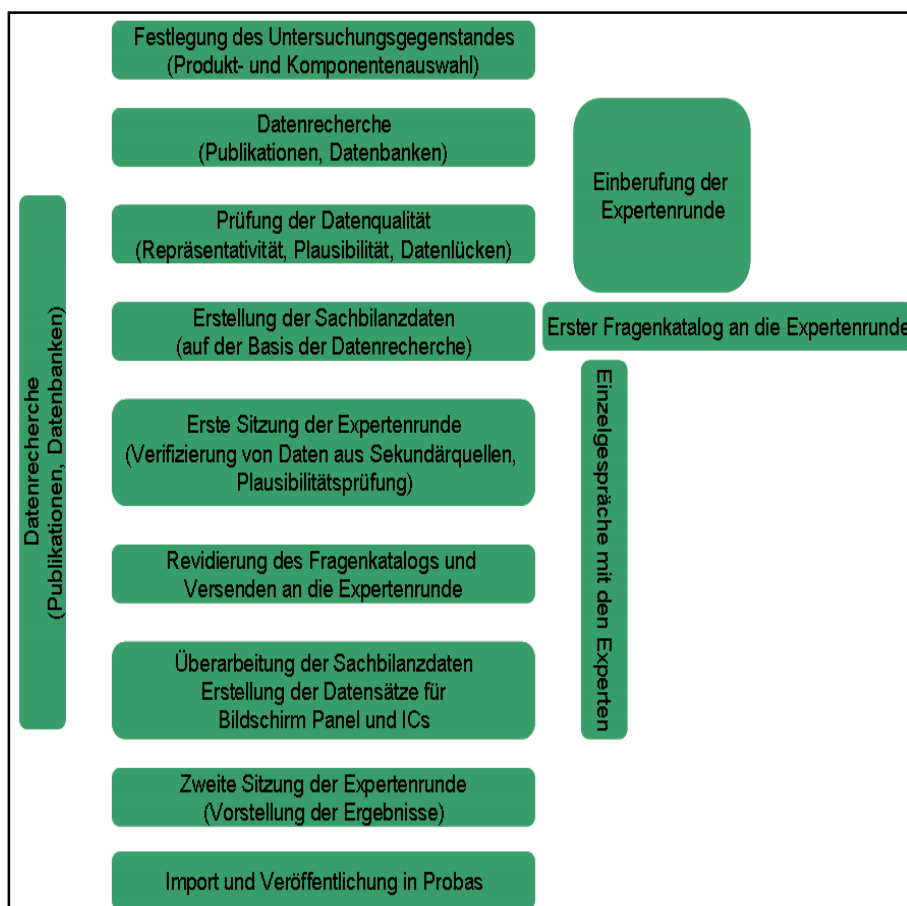 Festlegung des Untersuchungsgegenstandes
(Produkt- und Komponentenauswahl)
Datenrecherche
(Publikationen, Datenbanken)
Einberufung der
Expertenrunde
Prüfung der Datenqualität
(Repräsentativität, Plausibilität, Datenlücken)
Erstellung der Sachbilanzdaten
(auf der Basis der Datenrecherche)
Erster Fragenkatalog an die Expertenrunde
Datenrecherche
(Publikationen, Datenbanken)
Erste Sitzung der Expertenrunde
(Verifizierung von Daten aus Sekundärquellen,
Plausibilitätsprüfung)
Einzelgespräche mit den Experten
Revidierung des Fragenkatalogs und
Versenden an die Expertenrunde
Überarbeitung der Sachbilanzdaten
Erstellung der Datensätze für
Bildschirm Panel und ICs
Zweite Sitzung der Expertenrunde
(Vorstellung der Ergebnisse)
Import und Veröffentlichung in Probas